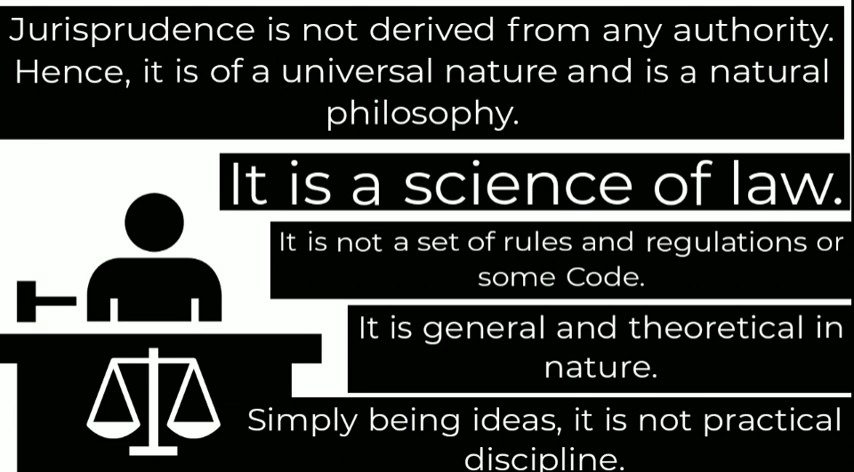 Jurisprudence is not derived from any authority.
Hence, it is of a universal nature and is a natural
philosophy.
It is a science of law.
It is not a set of rules and regulations or
some Code.
It is general and theoretical in
nature.
Simply being ideas, it is not practical
discipline.